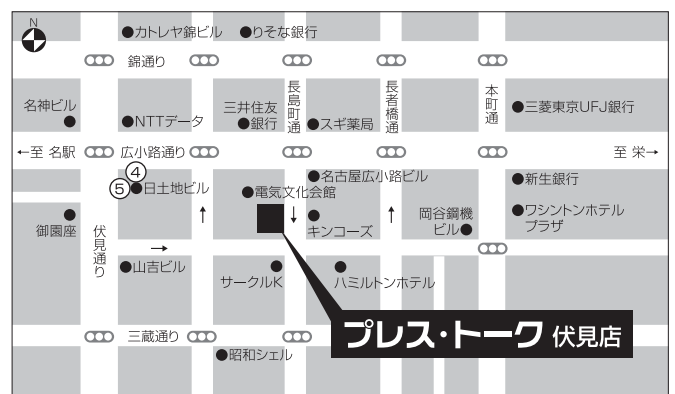 N
カトレヤ錦ビル
りそな銀行
錦通り
名神ビル
NTTデータ
三井住友
銀行
長島町通
スギ薬局
長者橋通
本町通
三菱東京UFJ銀行
←至 名駅
広小路通り
至 栄→
④
⑤
日土地ビル
電気文化会館
名古屋広小路ビル
新生銀行
御園座
伏見通り
キンコーズ
岡谷鋼機
ビル
ワシントンホテル
プラザ
山吉ビル
サークルK
ハミルトンホテル
プレス・トーク 伏見店
三蔵通り
昭和シェル